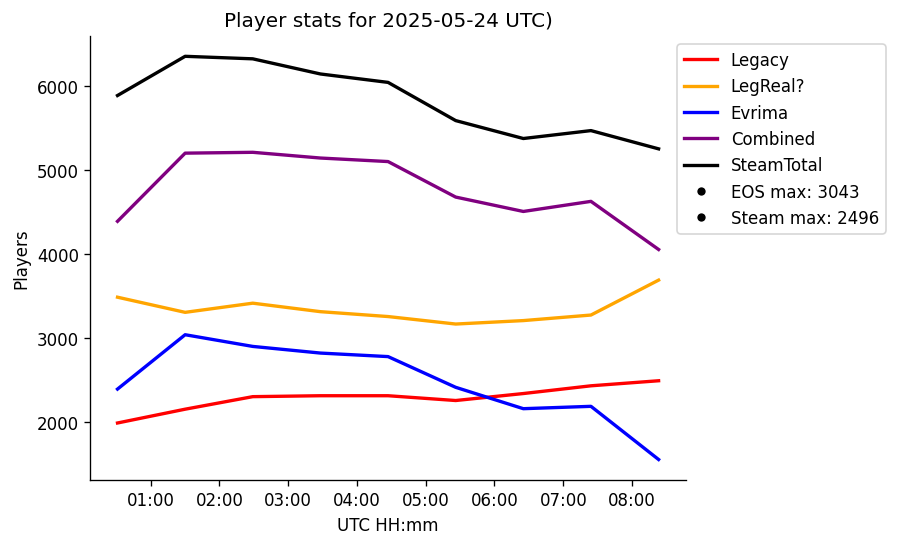 Player stats for 2025-05-24 UTC)
Legacy
LegReal?
Evrima
Combined
SteamTotal
EOS max: 3043
Steam max: 2496
Players
6000
5000
4000
3000
2000
01:00 02:00 03:00 04:00 05:00 06:00 07:00 08:00
UTC HH:mm